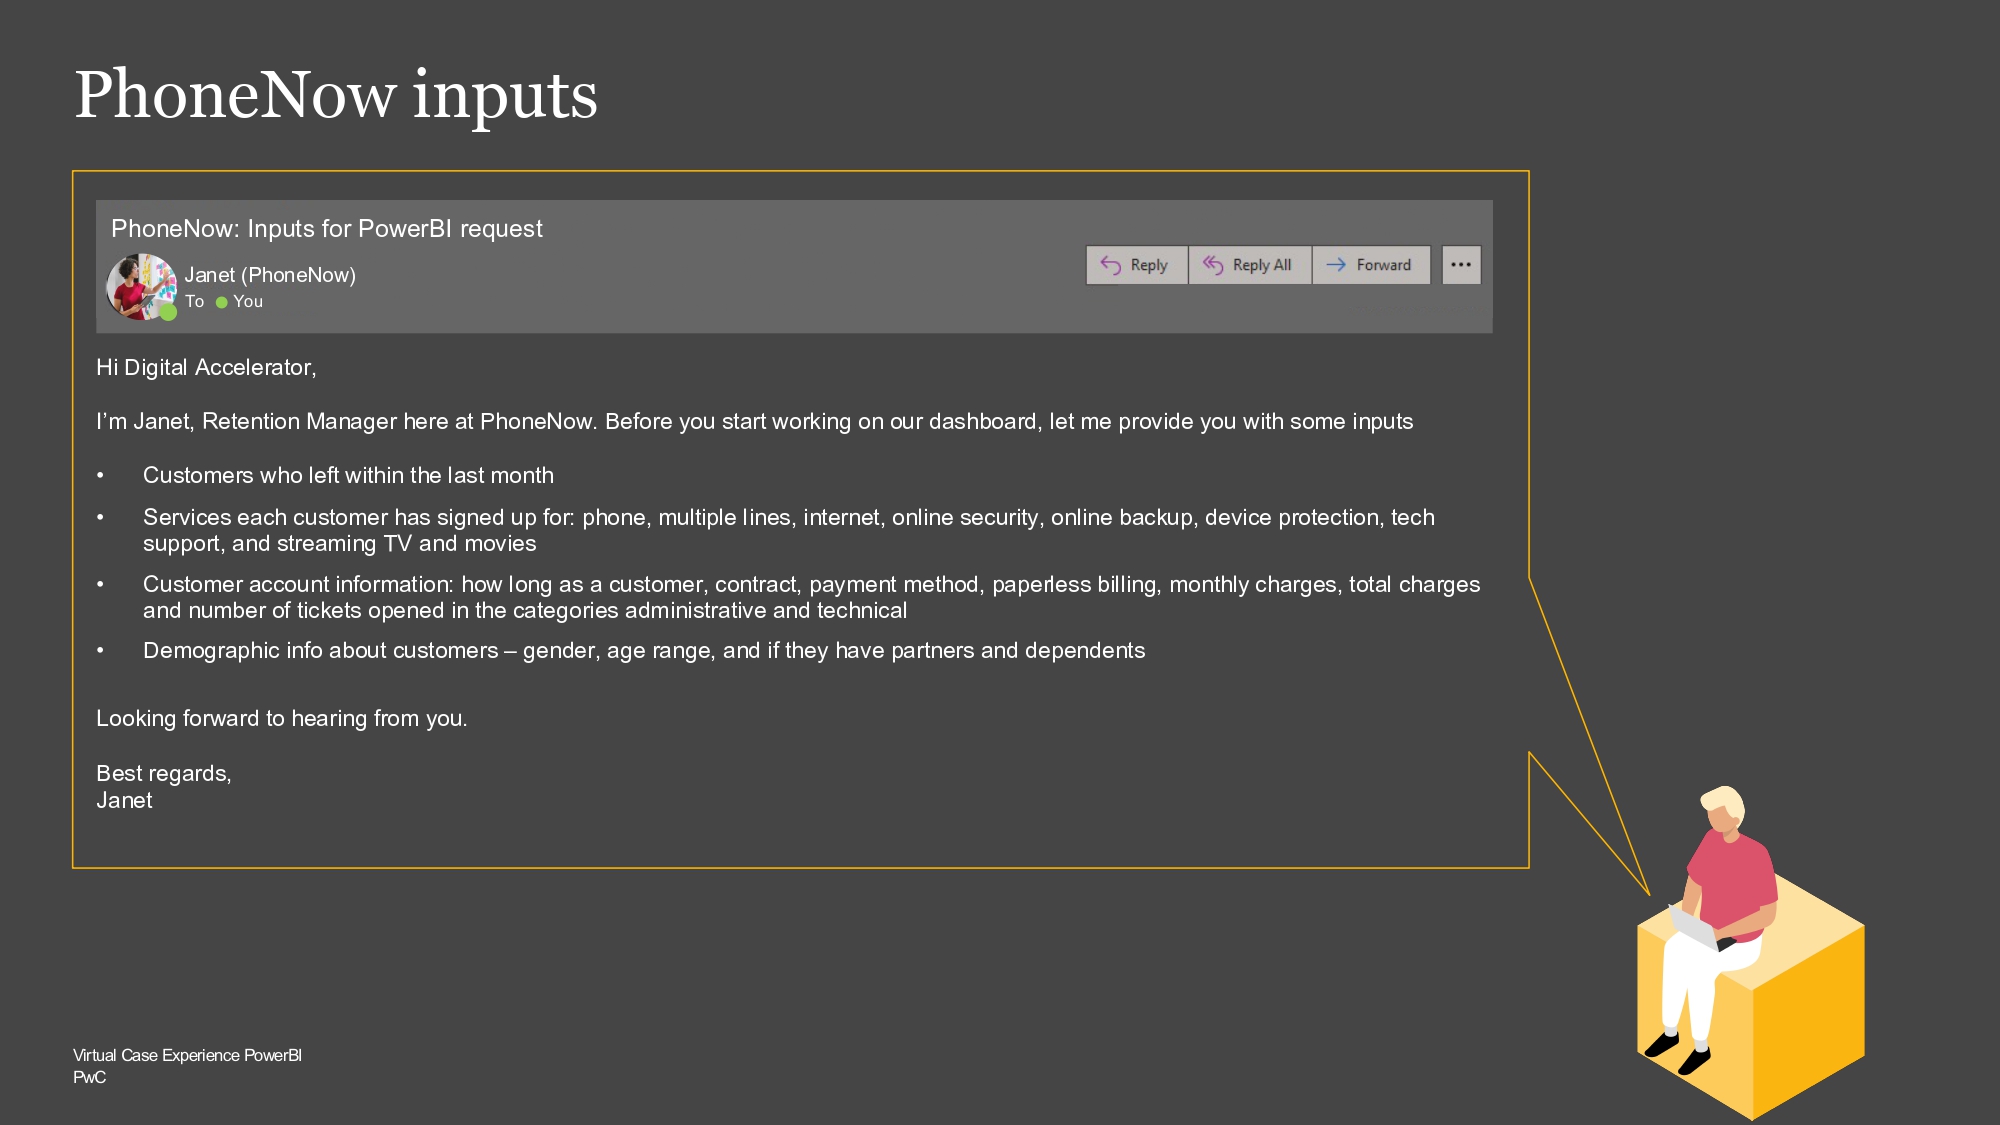 PhoneNow inputs
PhoneNow: Inputs for PowerBI request
Janet (PhoneNow)
To You
Reply
Reply All
Forward
Hi Digital Accelerator,
I’m Janet, Retention Manager here at PhoneNow. Before you start working on our dashboard, let me provide you with some inputs
• Customers who left within the last month
• Services each customer has signed up for: phone, multiple lines, internet, online security, online backup, device protection, tech
support, and streaming TV and movies
• Customer account information: how long as a customer, contract, payment method, paperless billing, monthly charges, total charges
and number of tickets opened in the categories administrative and technical
• Demographic info about customers – gender, age range, and if they have partners and dependents
Looking forward to hearing from you.
Best regards,
Janet
Virtual Case Experience PowerBI
PwC